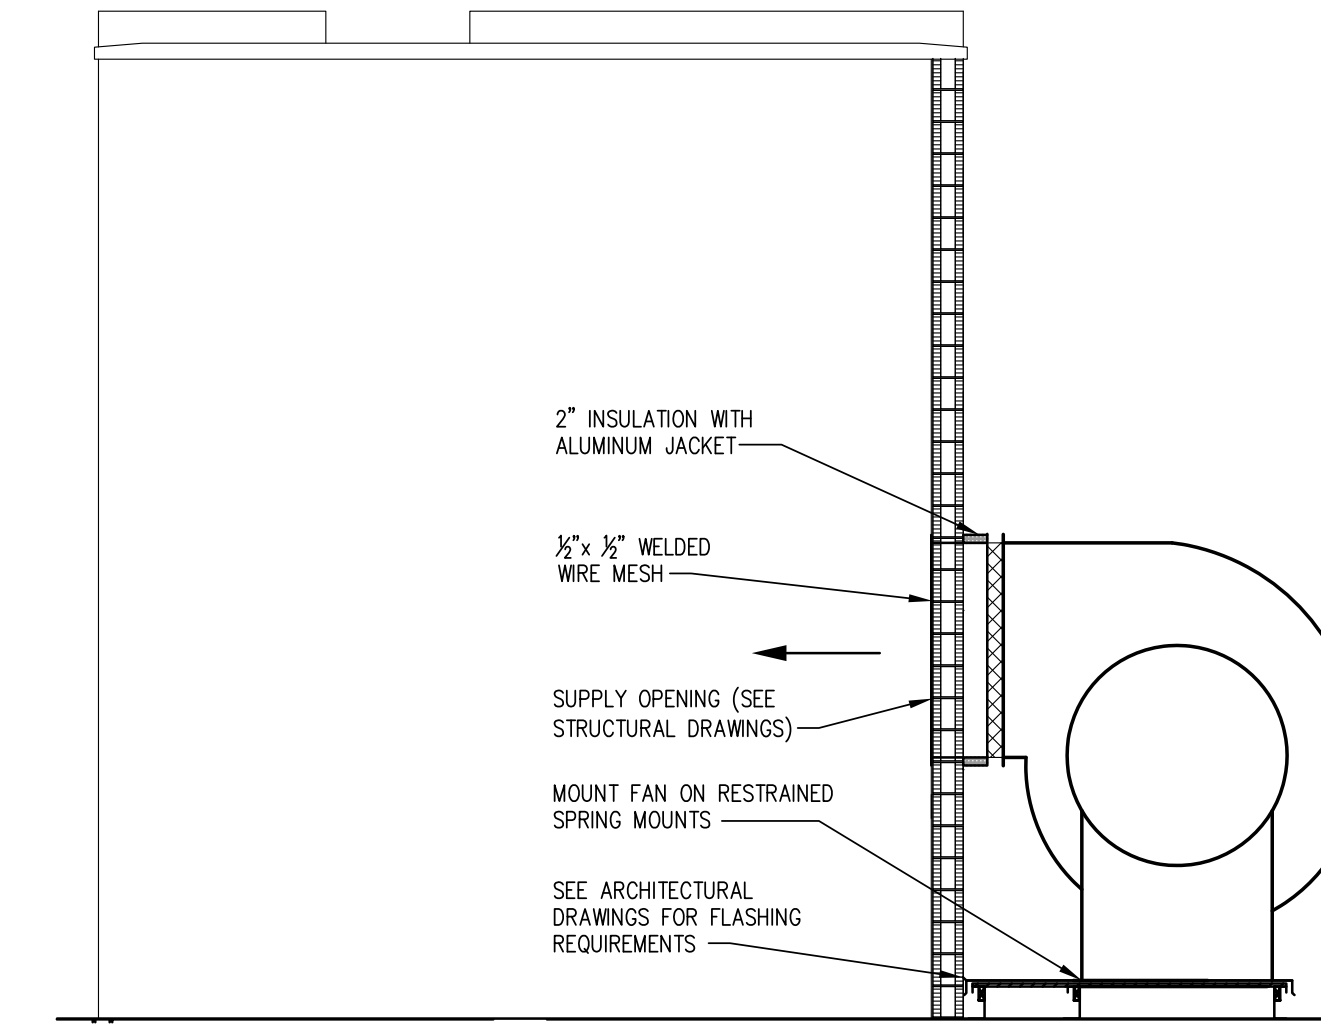 2" INSULATION WITH
ALUMINUM JACKET
½"x ½" WELDED
WIRE MESH
SUPPLY OPENING (SEE
STRUCTURAL DRAWINGS)
MOUNT FAN ON RESTRAINED
SPRING MOUNTS
SEE ARCHITECTURAL
DRAWINGS FOR FLASHING
REQUIREMENTS